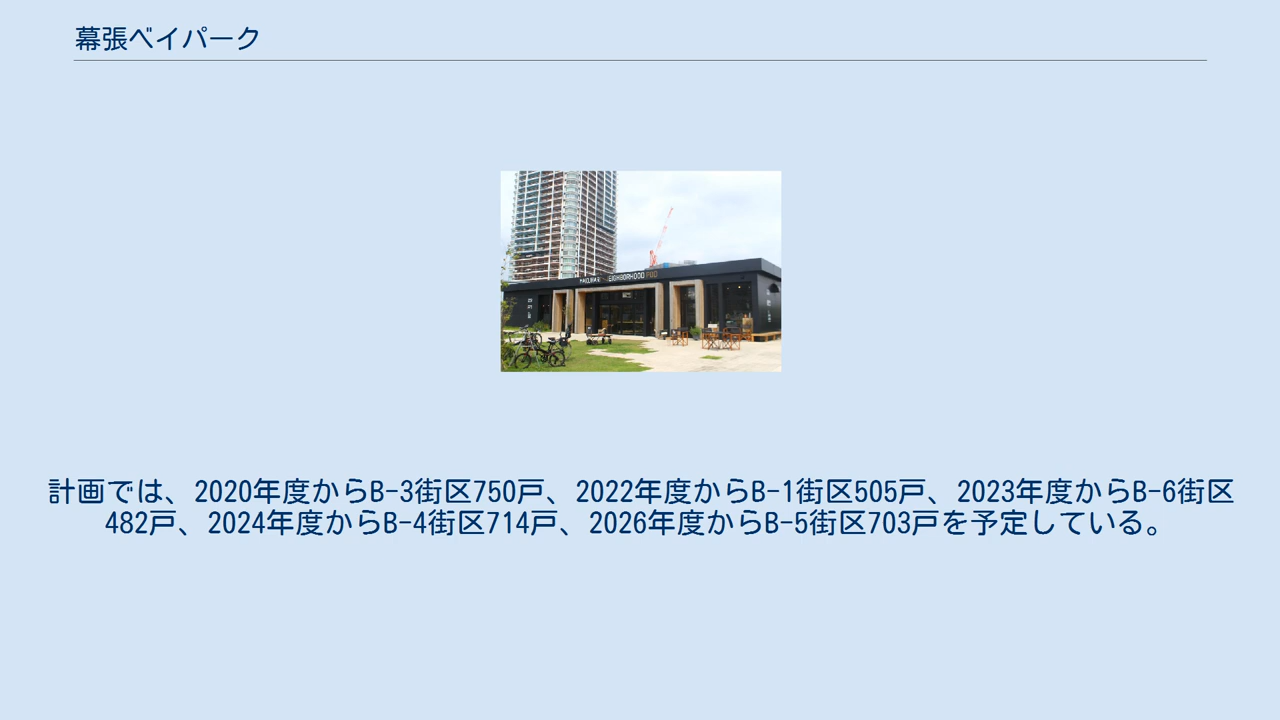 幕張ベイパーク
NEIGHBORHOOD POD
計画では、2020年度からB-3街区750戸、2022年度からB-1街区505戸、2023年度からB-6街区
482戸、2024年度からB-4街区714戸、2026年度からB-5街区703戸を予定している。